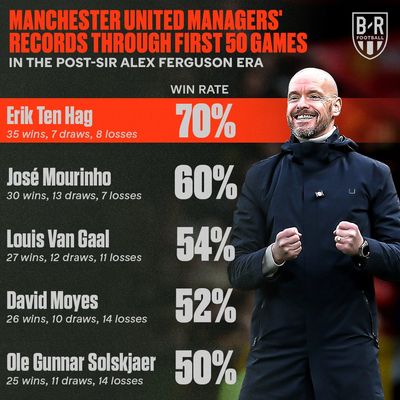 MANCHESTER UNITED MANAGERS'
RECORDS THROUGH FIRST 50 GAMES
IN THE POST-SIR ALEX FERGUSON ERA
B/R
FOOTBALL
WIN RATE
Erik Ten Hag
35 wins, 7 draws, 8 losses
70%
José Mourinho
30 wins, 13 draws, 7 losses
60%
Louis Van Gaal
27 wins, 12 draws, 11 losses
54%
David Moyes
26 wins, 10 draws, 14 losses
52%
Ole Gunnar Solskjaer
25 wins, 11 draws, 14 losses
50%